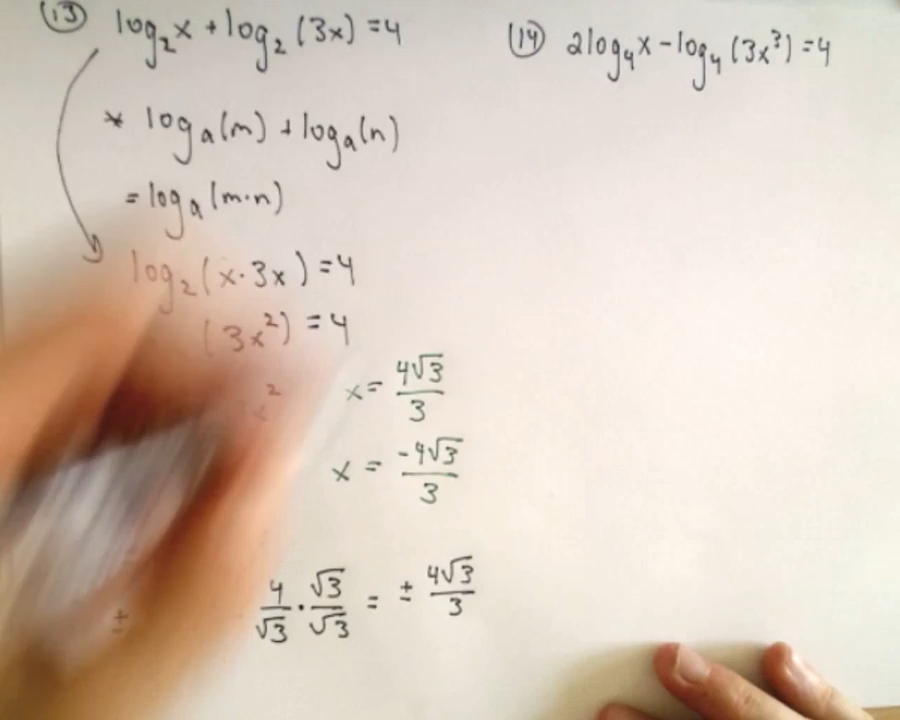 (13) log₂x + log₂(3x) = 4
* logₐ(m) + logₐ(n)
= logₐ(m·n)
log₂(x·3x) = 4
(3x²) = 4
x²
x = 4√3/3
x = -4√3/3
± 4/√3 · √3/√3 = ± 4√3/3
(14) 2log₄x - log₄(3x³) = 4